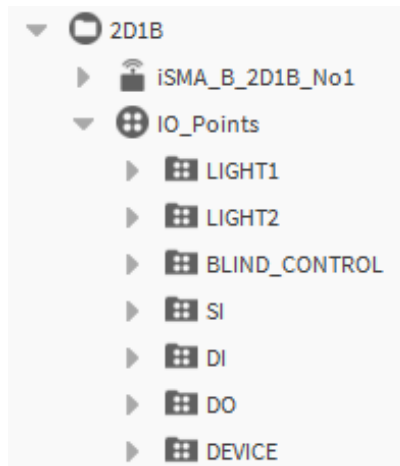 2D1B
iSMA_B_2D1B_No1
IO_Points
LIGHT1
LIGHT2
BLIND_CONTROL
SI
DI
DO
DEVICE